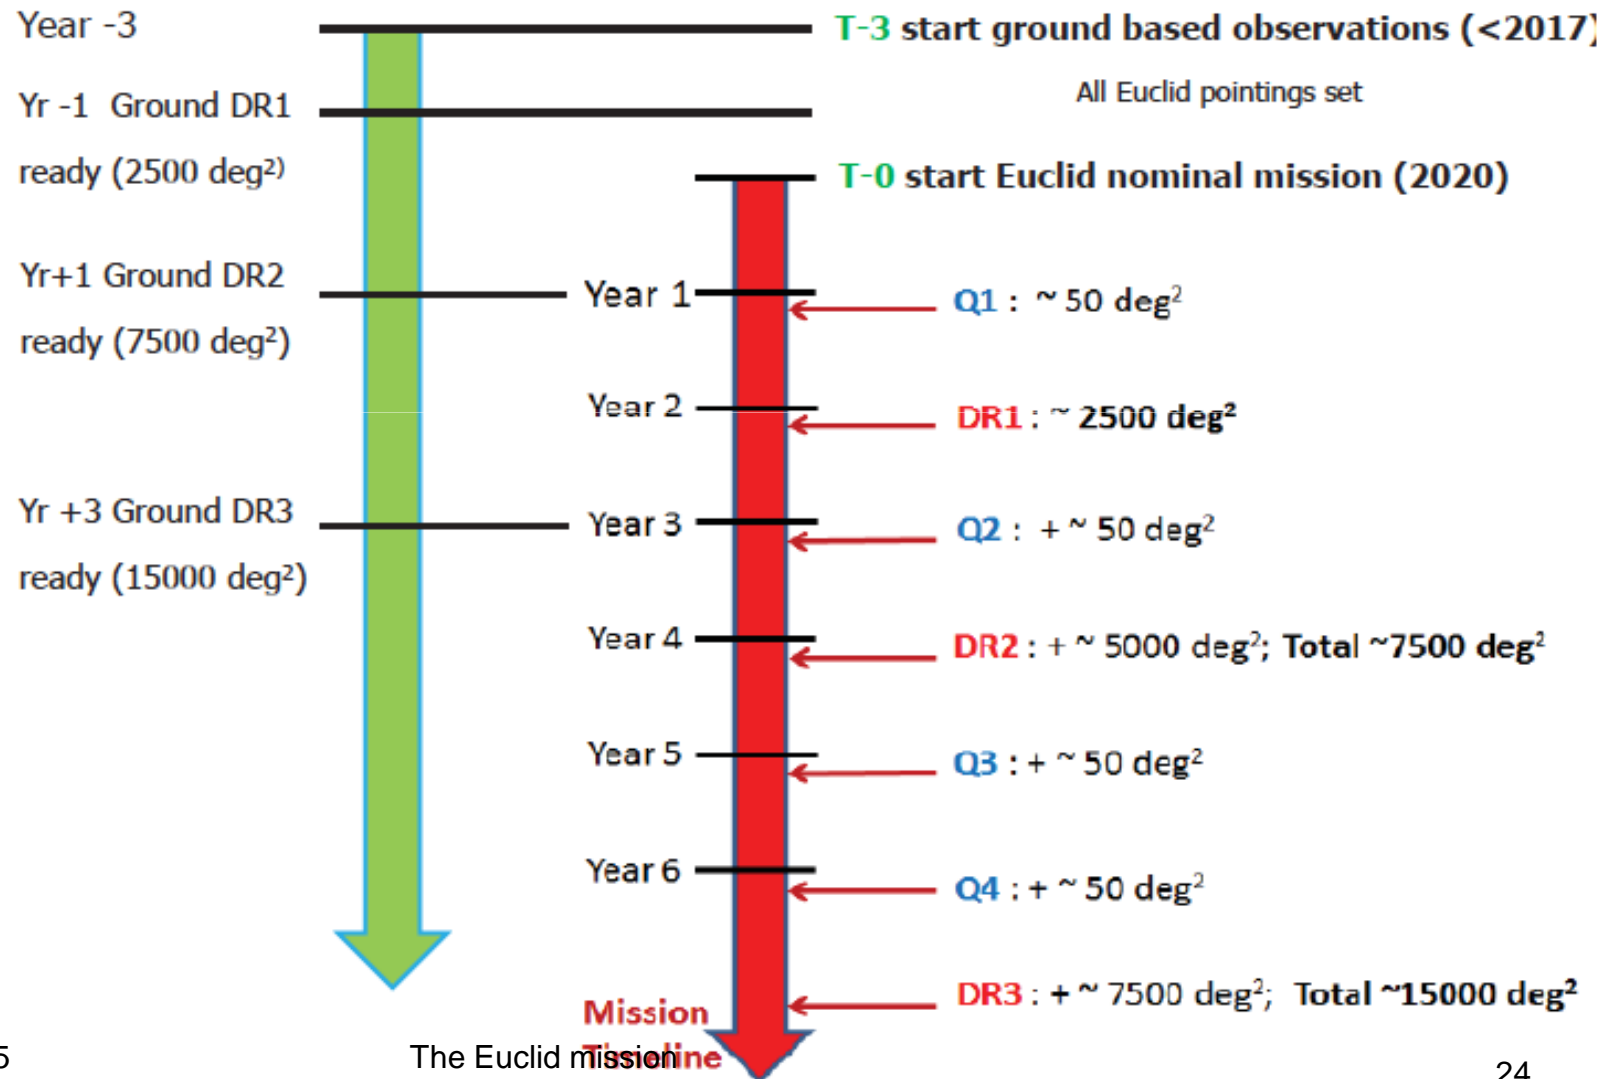 Year -3
T-3 start ground based observations (<2017)
All Euclid pointings set
Yr -1 Ground DR1
ready (2500 deg²)
T-0 start Euclid nominal mission (2020)
Yr+1 Ground DR2
ready (7500 deg²)
Year 1
Q1 : ~ 50 deg²
Year 2
DR1 : ~ 2500 deg²
Yr +3 Ground DR3
ready (15000 deg²)
Year 3
Q2 : + ~ 50 deg²
Year 4
DR2 : + ~ 5000 deg²; Total ~7500 deg²
Year 5
Q3 : + ~ 50 deg²
Year 6
Q4 : + ~ 50 deg²
DR3 : + ~ 7500 deg²; Total ~15000 deg²
Mission
Timeline
5
The Euclid mission
24